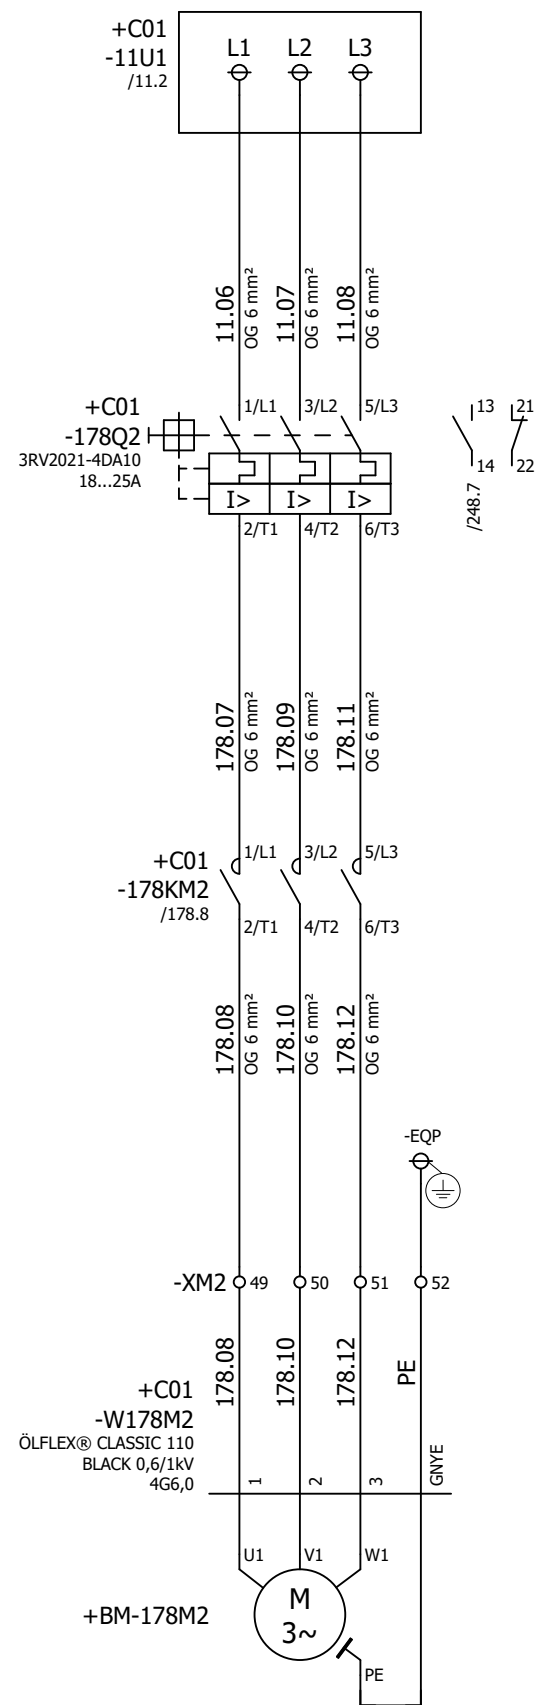 +C01
-11U1
/11.2
L1 L2 L3
11.06
OG 6 mm²
11.07
OG 6 mm²
11.08
OG 6 mm²
+C01
-178Q2
3RV2021-4DA10
18...25A
1/L1 3/L2 5/L3
13 21
14 22
/248.7
I> I> I>
2/T1 4/T2 6/T3
178.07
OG 6 mm²
178.09
OG 6 mm²
178.11
OG 6 mm²
+C01
-178KM2
/178.8
1/L1 3/L2 5/L3
2/T1 4/T2 6/T3
178.08
OG 6 mm²
178.10
OG 6 mm²
178.12
OG 6 mm²
-EQP
-XM2 49 50 51 52
178.08
178.10
178.12
PE
+C01
-W178M2
ÖLFLEX® CLASSIC 110
BLACK 0,6/1kV
4G6,0
1 2 3 GNYE
U1 V1 W1
+BM-178M2
M
3~
PE